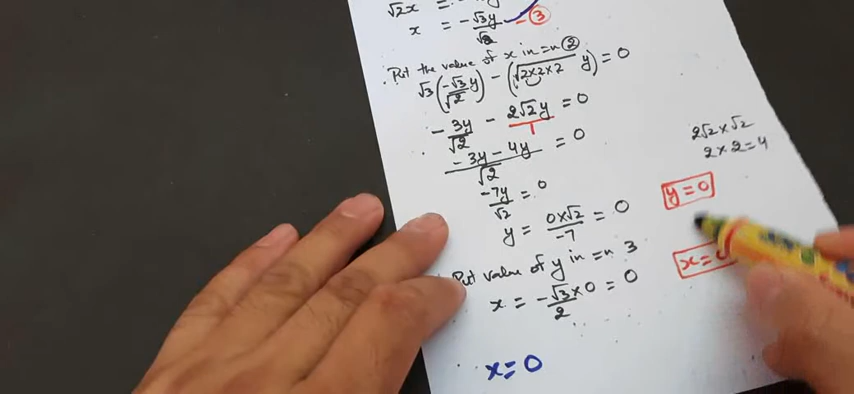 √2x =
x = -√3y/√2 - ③
Put the value of x in =n ②
√3(-√3y/√2) - (√2×2×2 y) = 0
-3y/√2 - 2√2y/1 = 0
2√2×√2
2×2=4
-3y-4y/√2 = 0
-7y/√2 = 0
y=0
y = 0×√2/-7 = 0
Put value of y in =n 3
x=0
x = -√3×0/2 = 0
x=0